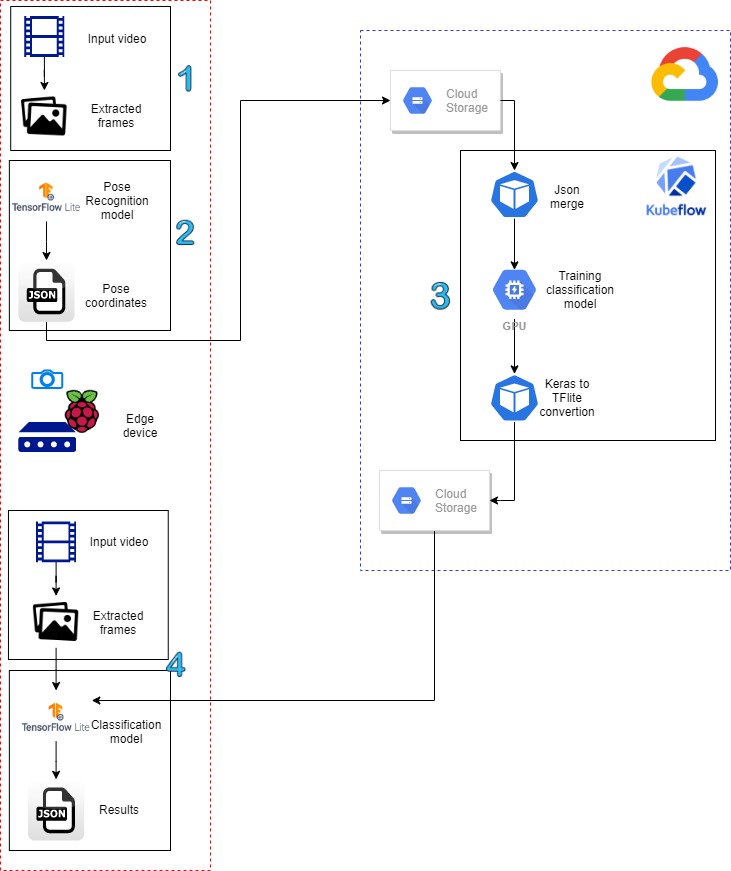 Input video
Extracted
frames
1
TensorFlow Lite
Pose
Recognition
model
2
JSON
Pose
coordinates
Edge
device
Input video
Extracted
frames
4
TensorFlow Lite
Classification
model
JSON
Results
Cloud
Storage
Kubeflow
Json
merge
3
Training
classification
model
GPU
Keras to
TFlite
convertion
Cloud
Storage